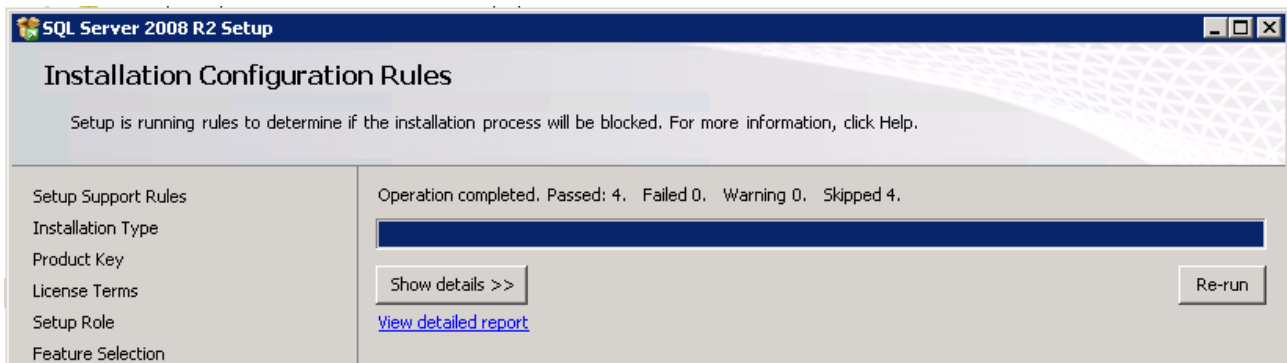 SQL Server 2008 R2 Setup
Installation Configuration Rules
Setup is running rules to determine if the installation process will be blocked. For more information, click Help.
Setup Support Rules
Installation Type
Product Key
License Terms
Setup Role
Feature Selection
Operation completed. Passed: 4. Failed 0. Warning 0. Skipped 4.
Show details >>
Re-run
View detailed report